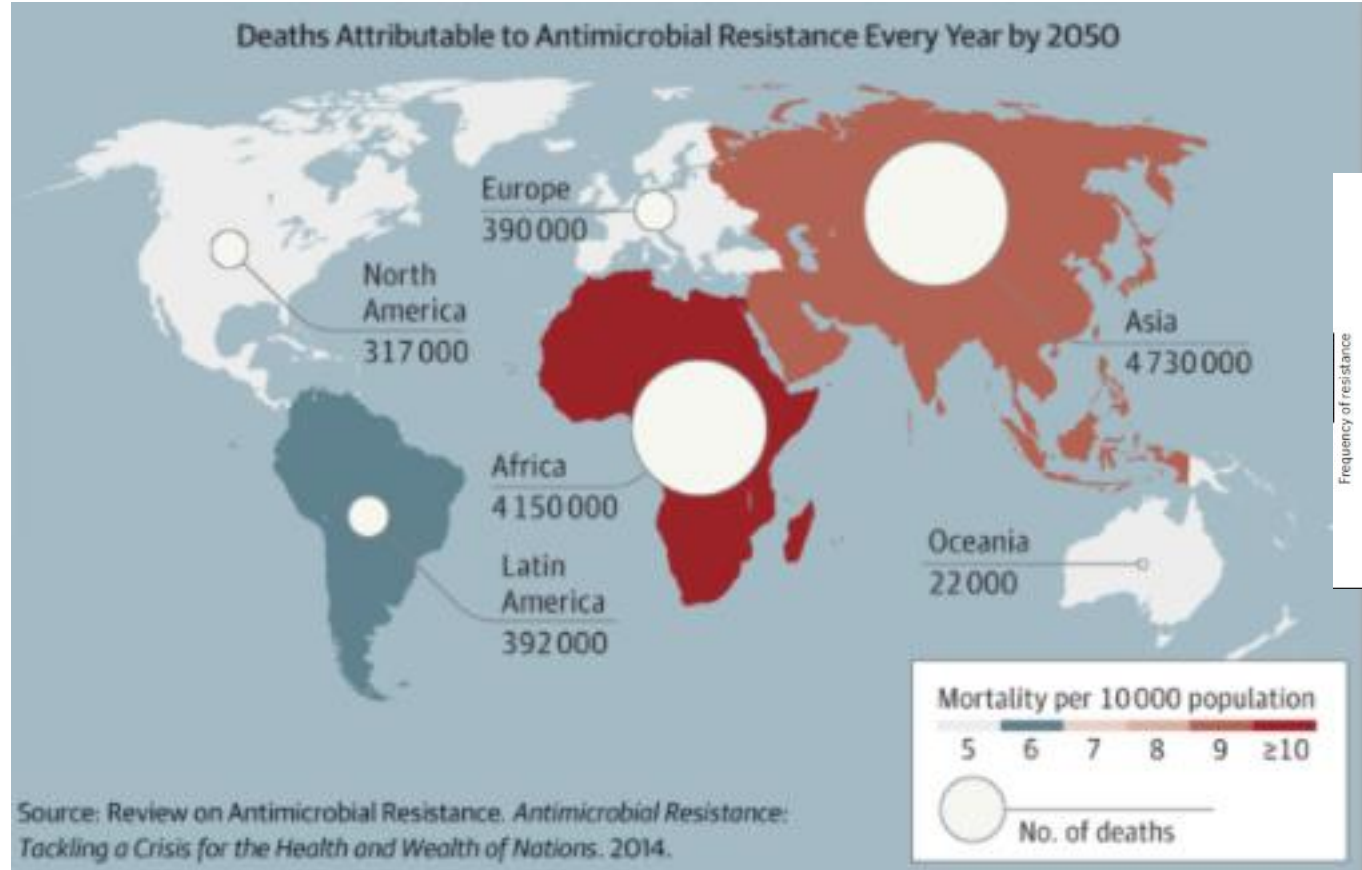 Deaths Attributable to Antimicrobial Resistance Every Year by 2050
Europe
390 000
North
America
317 000
Asia
4 730 000
Frequency of resistance
Africa
4 150 000
Oceania
22 000
Latin
America
392 000
Mortality per 10 000 population
5 6 7 8 9 ≥10
No. of deaths
Source: Review on Antimicrobial Resistance. Antimicrobial Resistance:
Tackling a Crisis for the Health and Wealth of Nations. 2014.